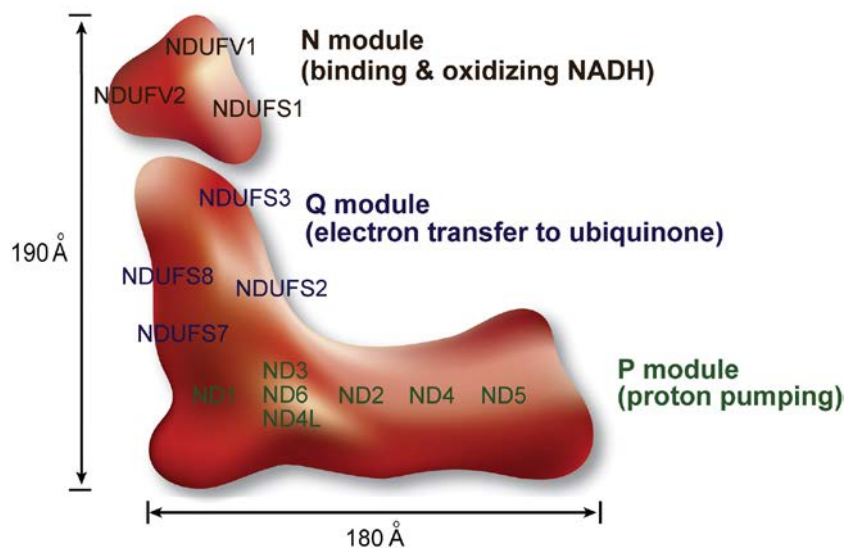 NDUFV1
NDUFV2
NDUFS1
N module
(binding & oxidizing NADH)
NDUFS3
Q module
(electron transfer to ubiquinone)
190 Å
NDUFS8
NDUFS2
NDUFS7
ND3
ND1
ND6
ND2
ND4
ND5
ND4L
P module
(proton pumping)
180 Å